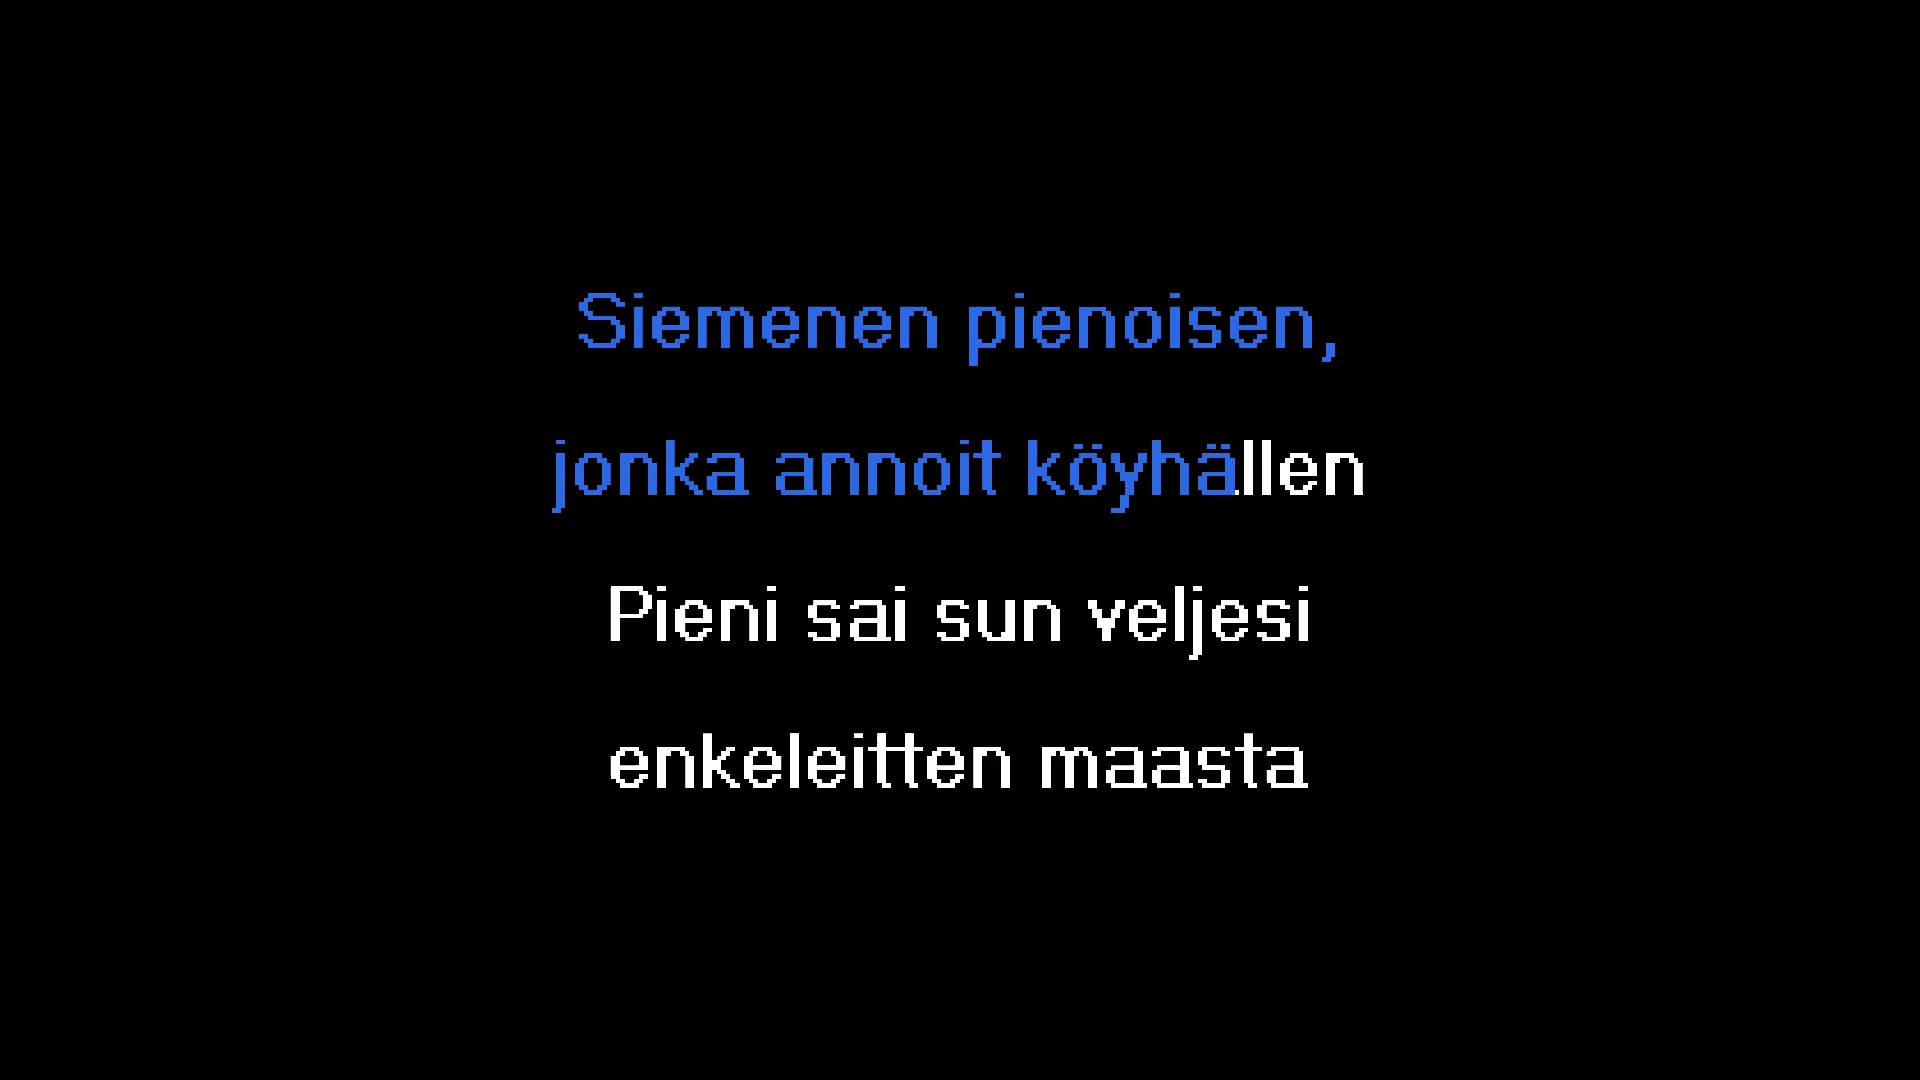 Siemenen pienoisen,
jonka annoit köyhällen
Pieni sai sun veljesi
enkeleitten maasta